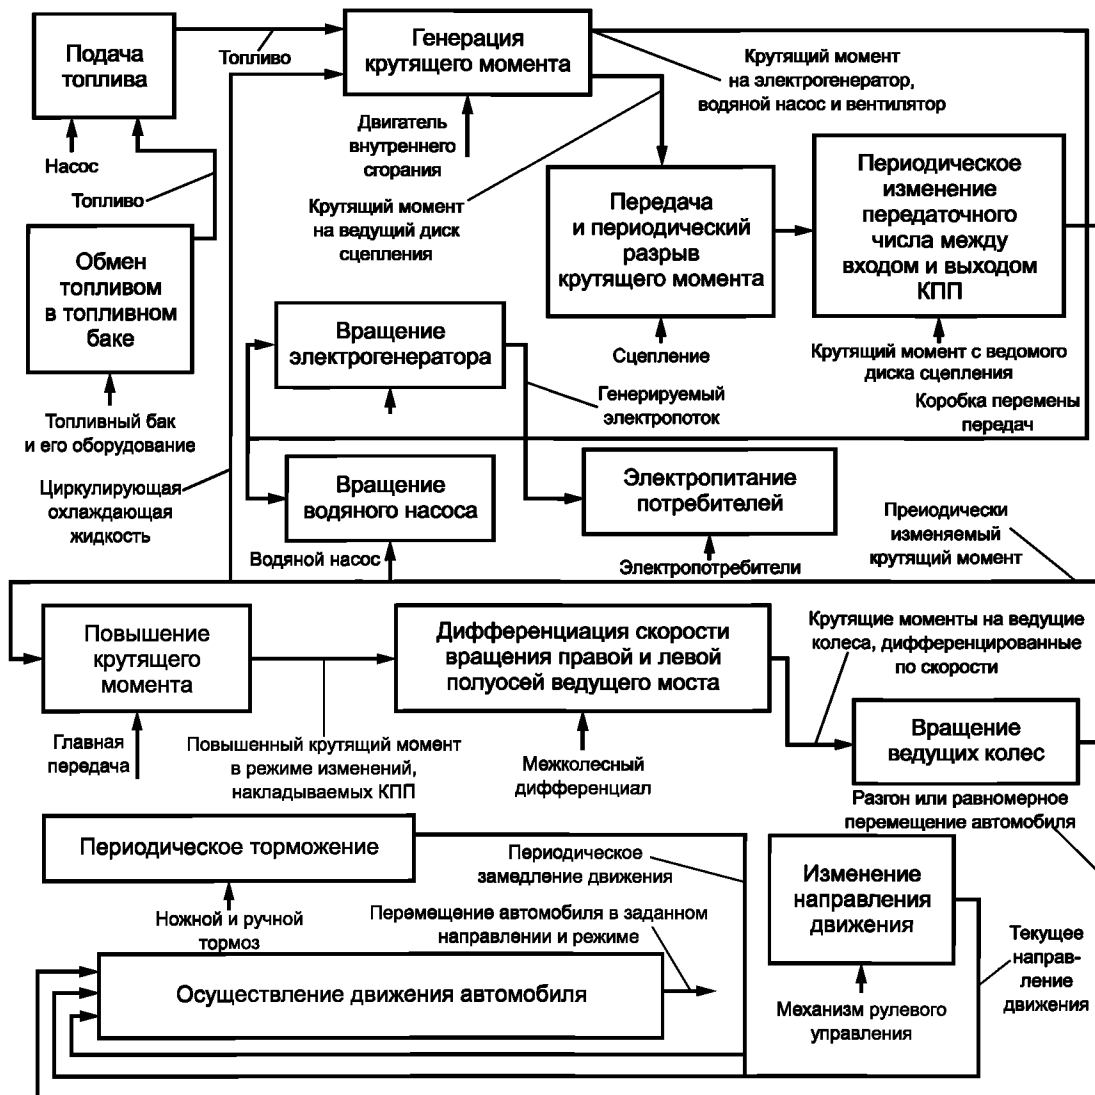 Подача
топлива
Топливо
Генерация
крутящего момента
Крутящий момент
на электрогенератор,
водяной насос и вентилятор
Насос
Топливо
Двигатель
внутреннего
сгорания
Крутящий момент
на ведущий диск
сцепления
Передача
и периодический
разрыв
крутящего момента
Периодическое
изменение
передаточного
числа между
входом и выходом
КПП
Обмен
топливом
в топливном
баке
Вращение
электрогенератора
Сцепление
Крутящий момент с ведомого
диска сцепления
Генерируемый
электропоток
Коробка перемены
передач
Топливный бак
и его оборудование
Циркулирующая
охлаждающая
жидкость
Вращение
водяного насоса
Электропитание
потребителей
Преиодически
изменяемый
крутящий момент
Водяной насос
Электропотребители
Повышение
крутящего
момента
Дифференциация скорости
вращения правой и левой
полуосей ведущего моста
Крутящие моменты на ведущие
колеса, дифференцированные
по скорости
Главная
передача
Повышенный крутящий момент
в режиме изменений,
накладываемых КПП
Межколесный
дифференциал
Вращение
ведущих колес
Разгон или равномерное
перемещение автомобиля
Периодическое торможение
Периодическое
замедление движения
Изменение
направления
движения
Ножной и ручной
тормоз
Перемещение автомобиля в заданном
направлении и режиме
Текущее
направ-
ление
движения
Осуществление движения автомобиля
Механизм рулевого
управления